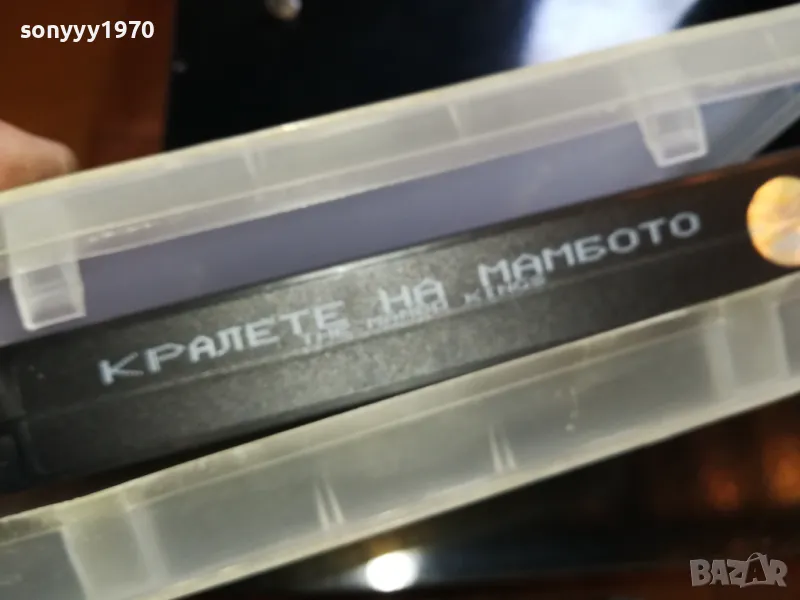 sonyyy1970
КРАЛЕТЕ НА МАМБОТО
THE MAMBO KINGS
BAZAR